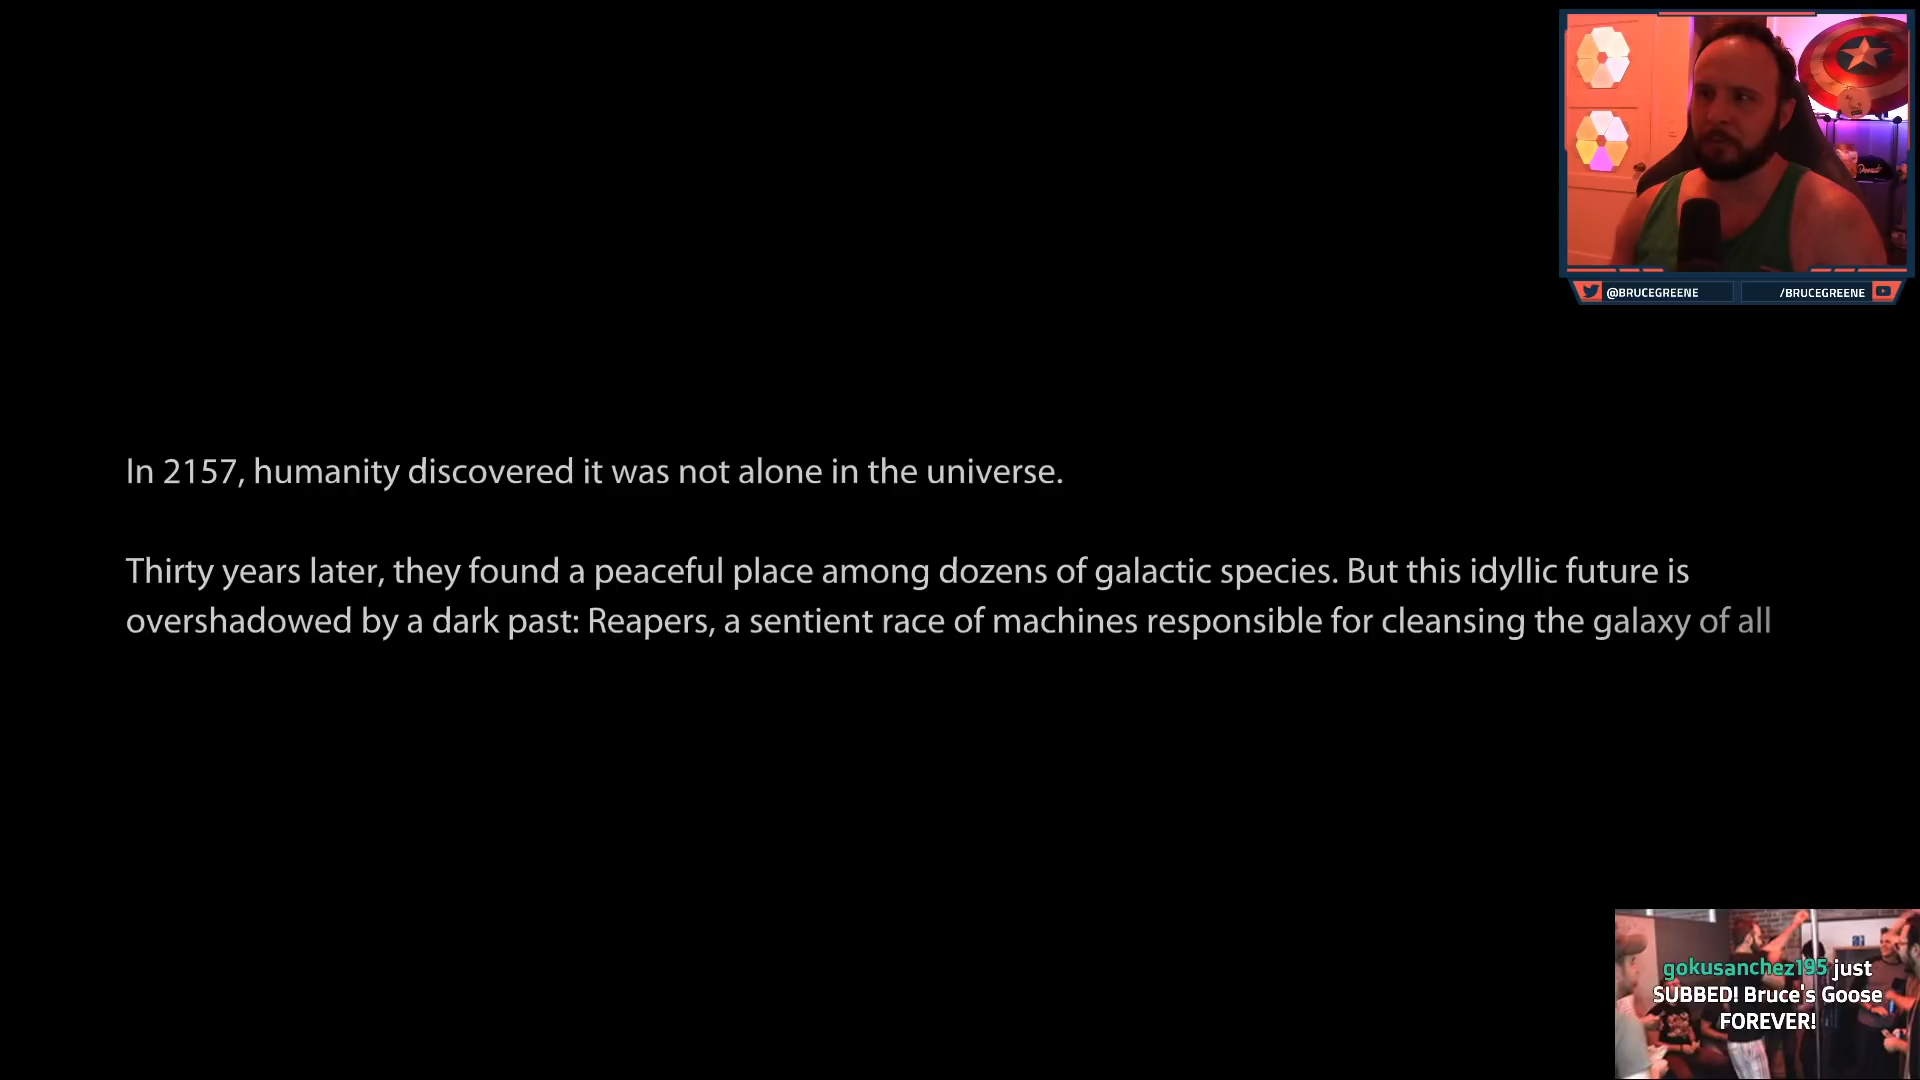 @BRUCEGREENE
/BRUCEGREENE
In 2157, humanity discovered it was not alone in the universe.
Thirty years later, they found a peaceful place among dozens of galactic species. But this idyllic future is
overshadowed by a dark past: Reapers, a sentient race of machines responsible for cleansing the galaxy of all
gokusanchez195 just
SUBBED! Bruce's Goose
FOREVER!